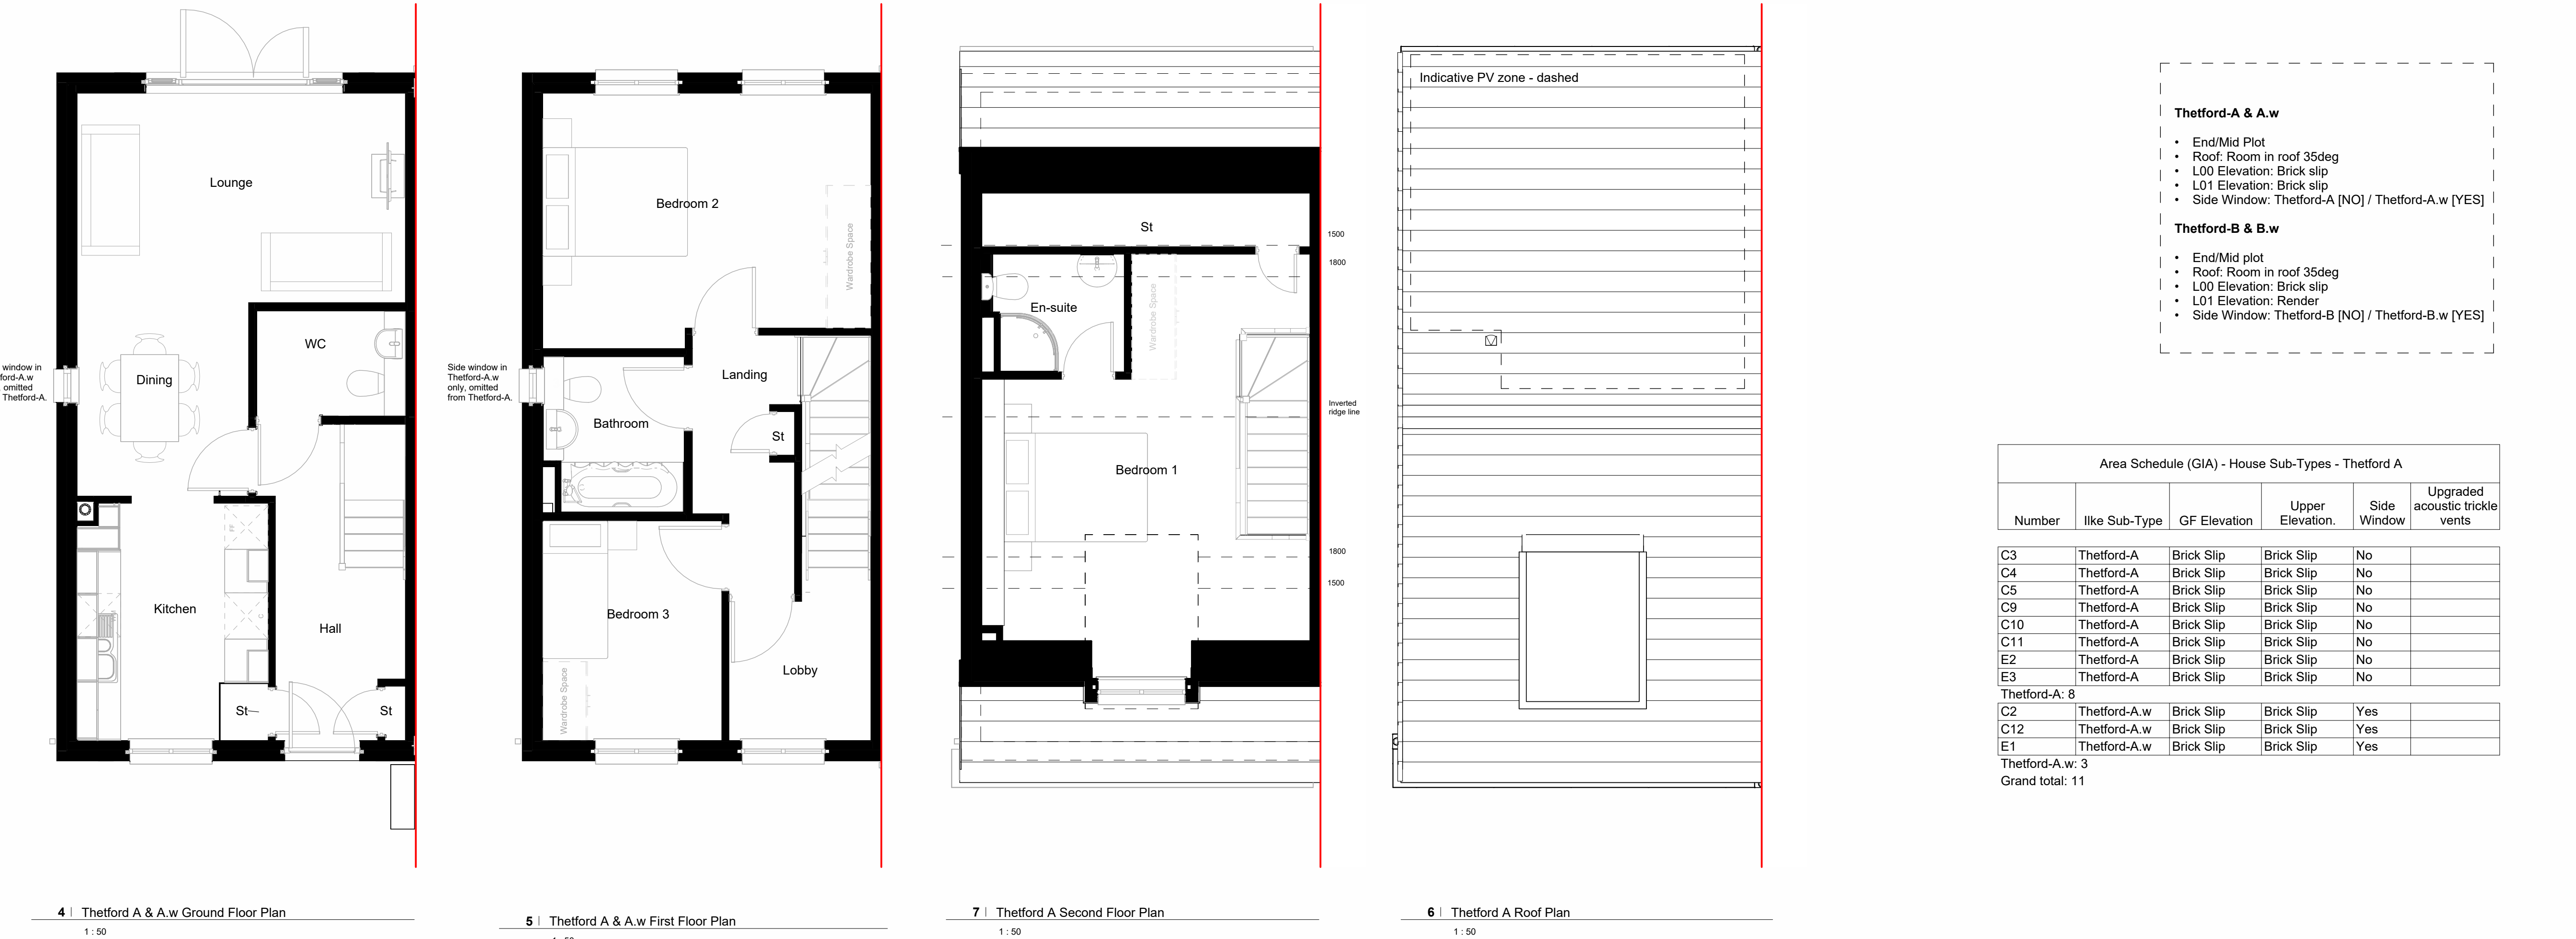 Lounge
WC
Dining
window in
ford-A.w
omitted
Thetford-A.
Kitchen
FF
C
Hall
St
St
4 Thetford A & A.w Ground Floor Plan
1 : 50
Bedroom 2
Wardrobe Space
Side window in
Thetford-A.w
only, omitted
from Thetford-A.
Landing
Bathroom
St
Bedroom 3
Lobby
Wardrobe Space
5 Thetford A & A.w First Floor Plan
St
1500
1800
En-suite
Wardrobe Space
Inverted
ridge line
Bedroom 1
1800
1500
7 Thetford A Second Floor Plan
1 : 50
Indicative PV zone - dashed
6 Thetford A Roof Plan
1 : 50
Thetford-A & A.w
• End/Mid Plot
• Roof: Room in roof 35deg
• L00 Elevation: Brick slip
• L01 Elevation: Brick slip
• Side Window: Thetford-A [NO] / Thetford-A.w [YES]
Thetford-B & B.w
• End/Mid plot
• Roof: Room in roof 35deg
• L00 Elevation: Brick slip
• L01 Elevation: Render
• Side Window: Thetford-B [NO] / Thetford-B.w [YES]
Area Schedule (GIA) - House Sub-Types - Thetford A
Number Ilke Sub-Type GF Elevation Upper Elevation. Side Window Upgraded acoustic trickle vents
C3 Thetford-A Brick Slip Brick Slip No
C4 Thetford-A Brick Slip Brick Slip No
C5 Thetford-A Brick Slip Brick Slip No
C9 Thetford-A Brick Slip Brick Slip No
C10 Thetford-A Brick Slip Brick Slip No
C11 Thetford-A Brick Slip Brick Slip No
E2 Thetford-A Brick Slip Brick Slip No
E3 Thetford-A Brick Slip Brick Slip No
Thetford-A: 8
C2 Thetford-A.w Brick Slip Brick Slip Yes
C12 Thetford-A.w Brick Slip Brick Slip Yes
E1 Thetford-A.w Brick Slip Brick Slip Yes
Thetford-A.w: 3
Grand total: 11